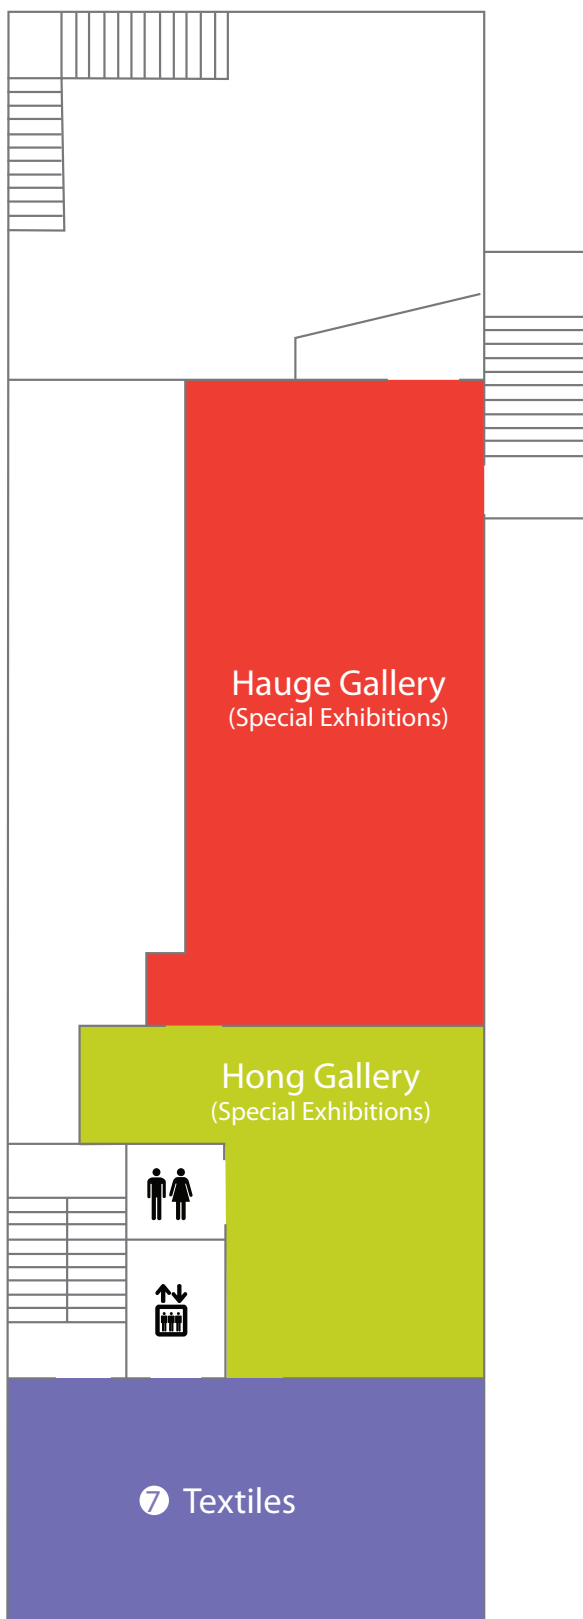 Hauge Gallery
(Special Exhibitions)
Hong Gallery
(Special Exhibitions)
7 Textiles